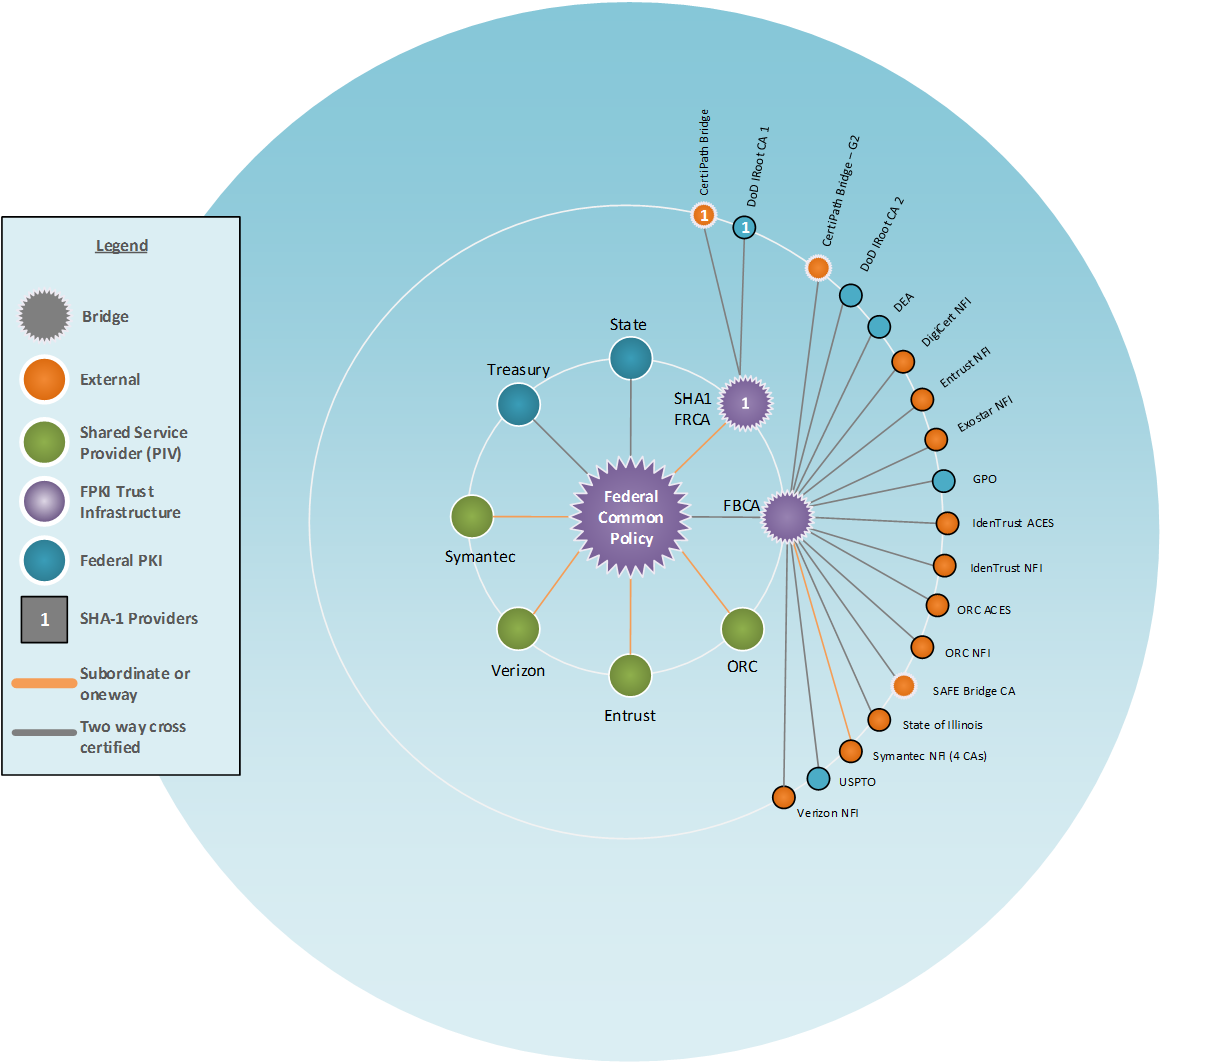 Legend
Bridge
External
Shared Service
Provider (PIV)
FPKI Trust
Infrastructure
Federal PKI
1
SHA-1 Providers
Subordinate or
oneway
Two way cross
certified
CertiPath Bridge
1
DoD IRoot CA 1
1
CertiPath Bridge – G2
DoD IRoot CA 2
DEA
DigiCert NFI
Entrust NFI
Exostar NFI
GPO
IdenTrust ACES
IdenTrust NFI
ORC ACES
ORC NFI
SAFE Bridge CA
State of Illinois
Symantec NFI (4 CAs)
USPTO
Verizon NFI
State
Treasury
SHA1
FRCA
1
FBCA
Federal
Common
Policy
Symantec
Verizon
Entrust
ORC